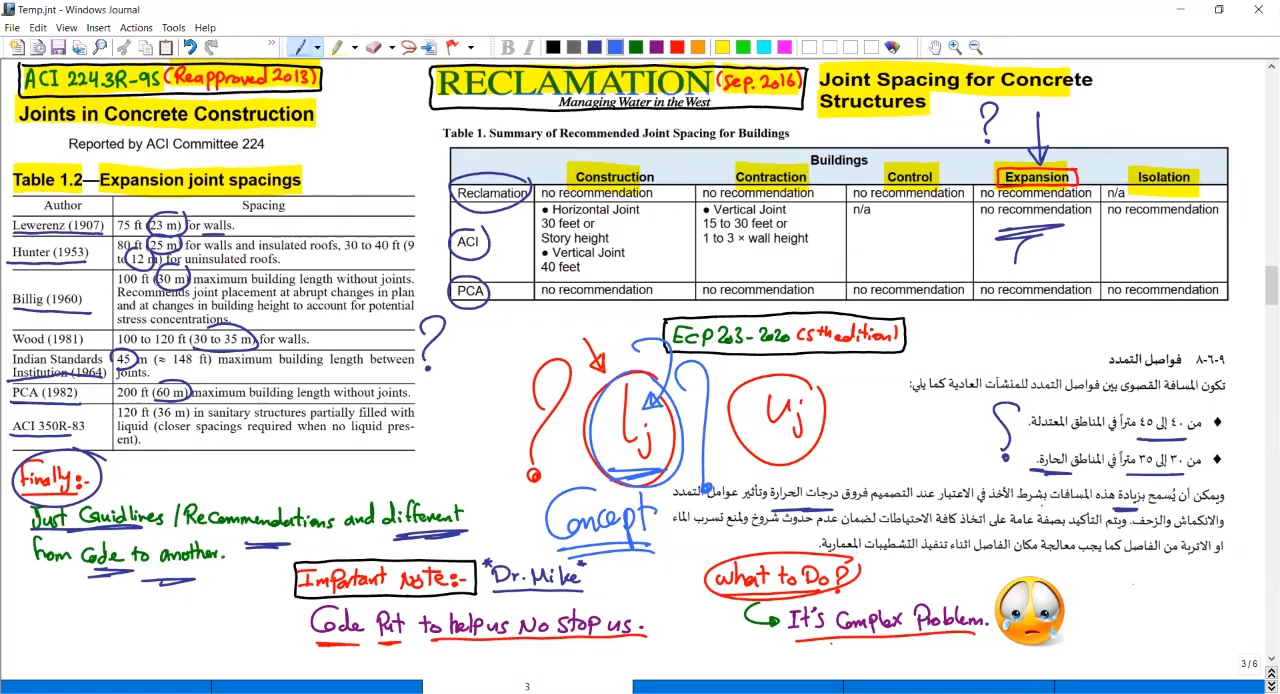 Temp.jnt - Windows Journal
File Edit View Insert Actions Tools Help
ACI 224.3R-95 (Reapproved 2013)
Joints in Concrete Construction
Reported by ACI Committee 224
Table 1.2—Expansion joint spacings
Author Spacing
Lewerenz (1907) 75 ft (23 m) for walls.
Hunter (1953) 80 ft (25 m) for walls and insulated roofs, 30 to 40 ft (9
to 12 m) for uninsulated roofs.
Billig (1960) 100 ft (30 m) maximum building length without joints.
Recommends joint placement at abrupt changes in plan
and at changes in building height to account for potential
stress concentrations.
Wood (1981) 100 to 120 ft (30 to 35 m) for walls.
Indian Standards
Institution (1964)
45 m (≈ 148 ft) maximum building length between
joints.
PCA (1982) 200 ft (60 m) maximum building length without joints.
ACI 350R-83 120 ft (36 m) in sanitary structures partially filled with
liquid (closer spacings required when no liquid pres-
ent).
?
Finally:-
Just Guidlines / Recommendations and different
from Code to another.
RECLAMATION (Sep. 2016)
Managing Water in the West
Joint Spacing for Concrete
Structures
?
Table 1. Summary of Recommended Joint Spacing for Buildings
Buildings
Construction Contraction Control Expansion Isolation
Reclamation no recommendation no recommendation no recommendation no recommendation n/a
ACI
● Horizontal Joint
30 feet or
Story height
● Vertical Joint
40 feet
● Vertical Joint
15 to 30 feet or
1 to 3 × wall height
n/a
no recommendation
no recommendation
PCA no recommendation no recommendation no recommendation no recommendation no recommendation
ECP 203-2020 (5th edition)
? Lj ? Uj
Concept
٩-٦-٨ فواصل التمدد
تكون المسافة القصوى بين فواصل التمدد للمنشآت العادية كما يلي:
♦ من ٤٠ إلى ٤٥ متراً في المناطق المعتدلة.
♦ من ٣٠ إلى ٣٥ متراً في المناطق الحارة.
؟
ويمكن أن يُسمح بزيادة هذه المسافات بشرط الأخذ في الاعتبار عند التصميم فروق درجات الحرارة وتأثير عوامل التمدد
والانكماش والزحف. ويتم التأكيد بصفة عامة على اتخاذ كافة الاحتياطات لضمان عدم حدوث شروخ ولمنع تسرب الماء
او الاتربة من الفاصل كما يجب معالجة مكان الفاصل اثناء تنفيذ التشطيبات المعمارية.
Important Note:- *Dr. Mike*
Code Put to help us No stop us.
What to Do?
It's Complex Problem.
3/6
3